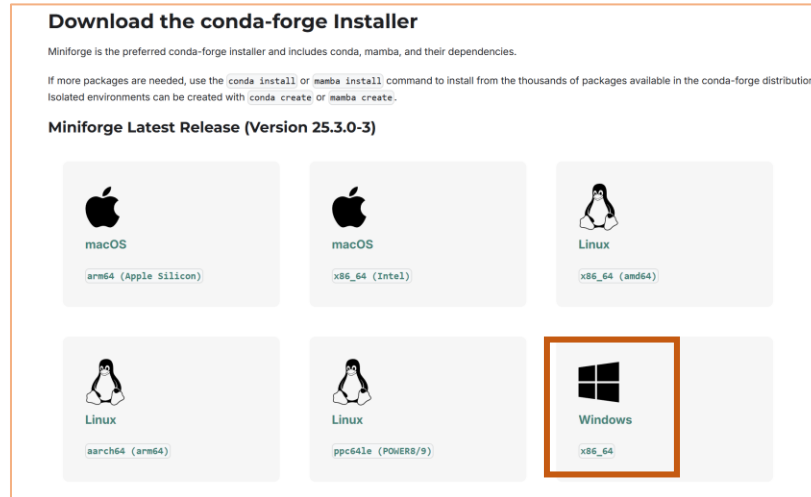 Download the conda-forge Installer
Miniforge is the preferred conda-forge installer and includes conda, mamba, and their dependencies.
If more packages are needed, use the conda install or mamba install command to install from the thousands of packages available in the conda-forge distribution
Isolated environments can be created with conda create or mamba create.
Miniforge Latest Release (Version 25.3.0-3)
macOS
arm64 (Apple Silicon)
macOS
x86_64 (Intel)
Linux
x86_64 (amd64)
Linux
aarch64 (arm64)
Linux
ppc64le (POWER8/9)
Windows
x86_64